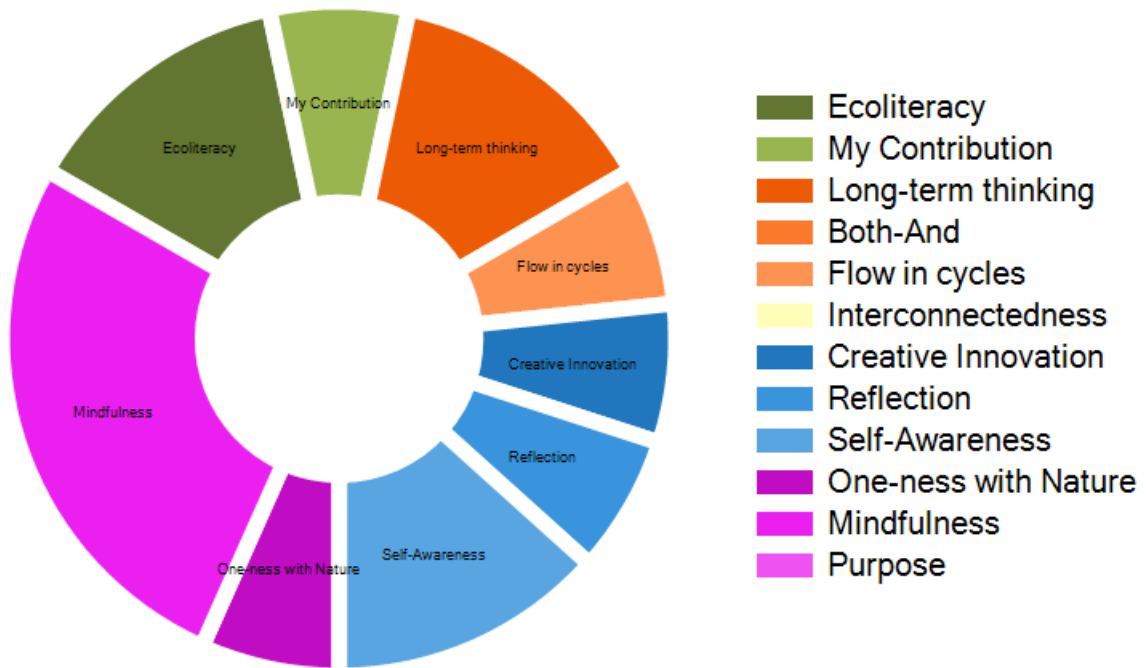 My Contribution
Ecoliteracy
Long-term thinking
Flow in cycles
Creative Innovation
Mindfulness
Reflection
Self-Awareness
One-ness with Nature
Ecoliteracy
My Contribution
Long-term thinking
Both-And
Flow in cycles
Interconnectedness
Creative Innovation
Reflection
Self-Awareness
One-ness with Nature
Mindfulness
Purpose